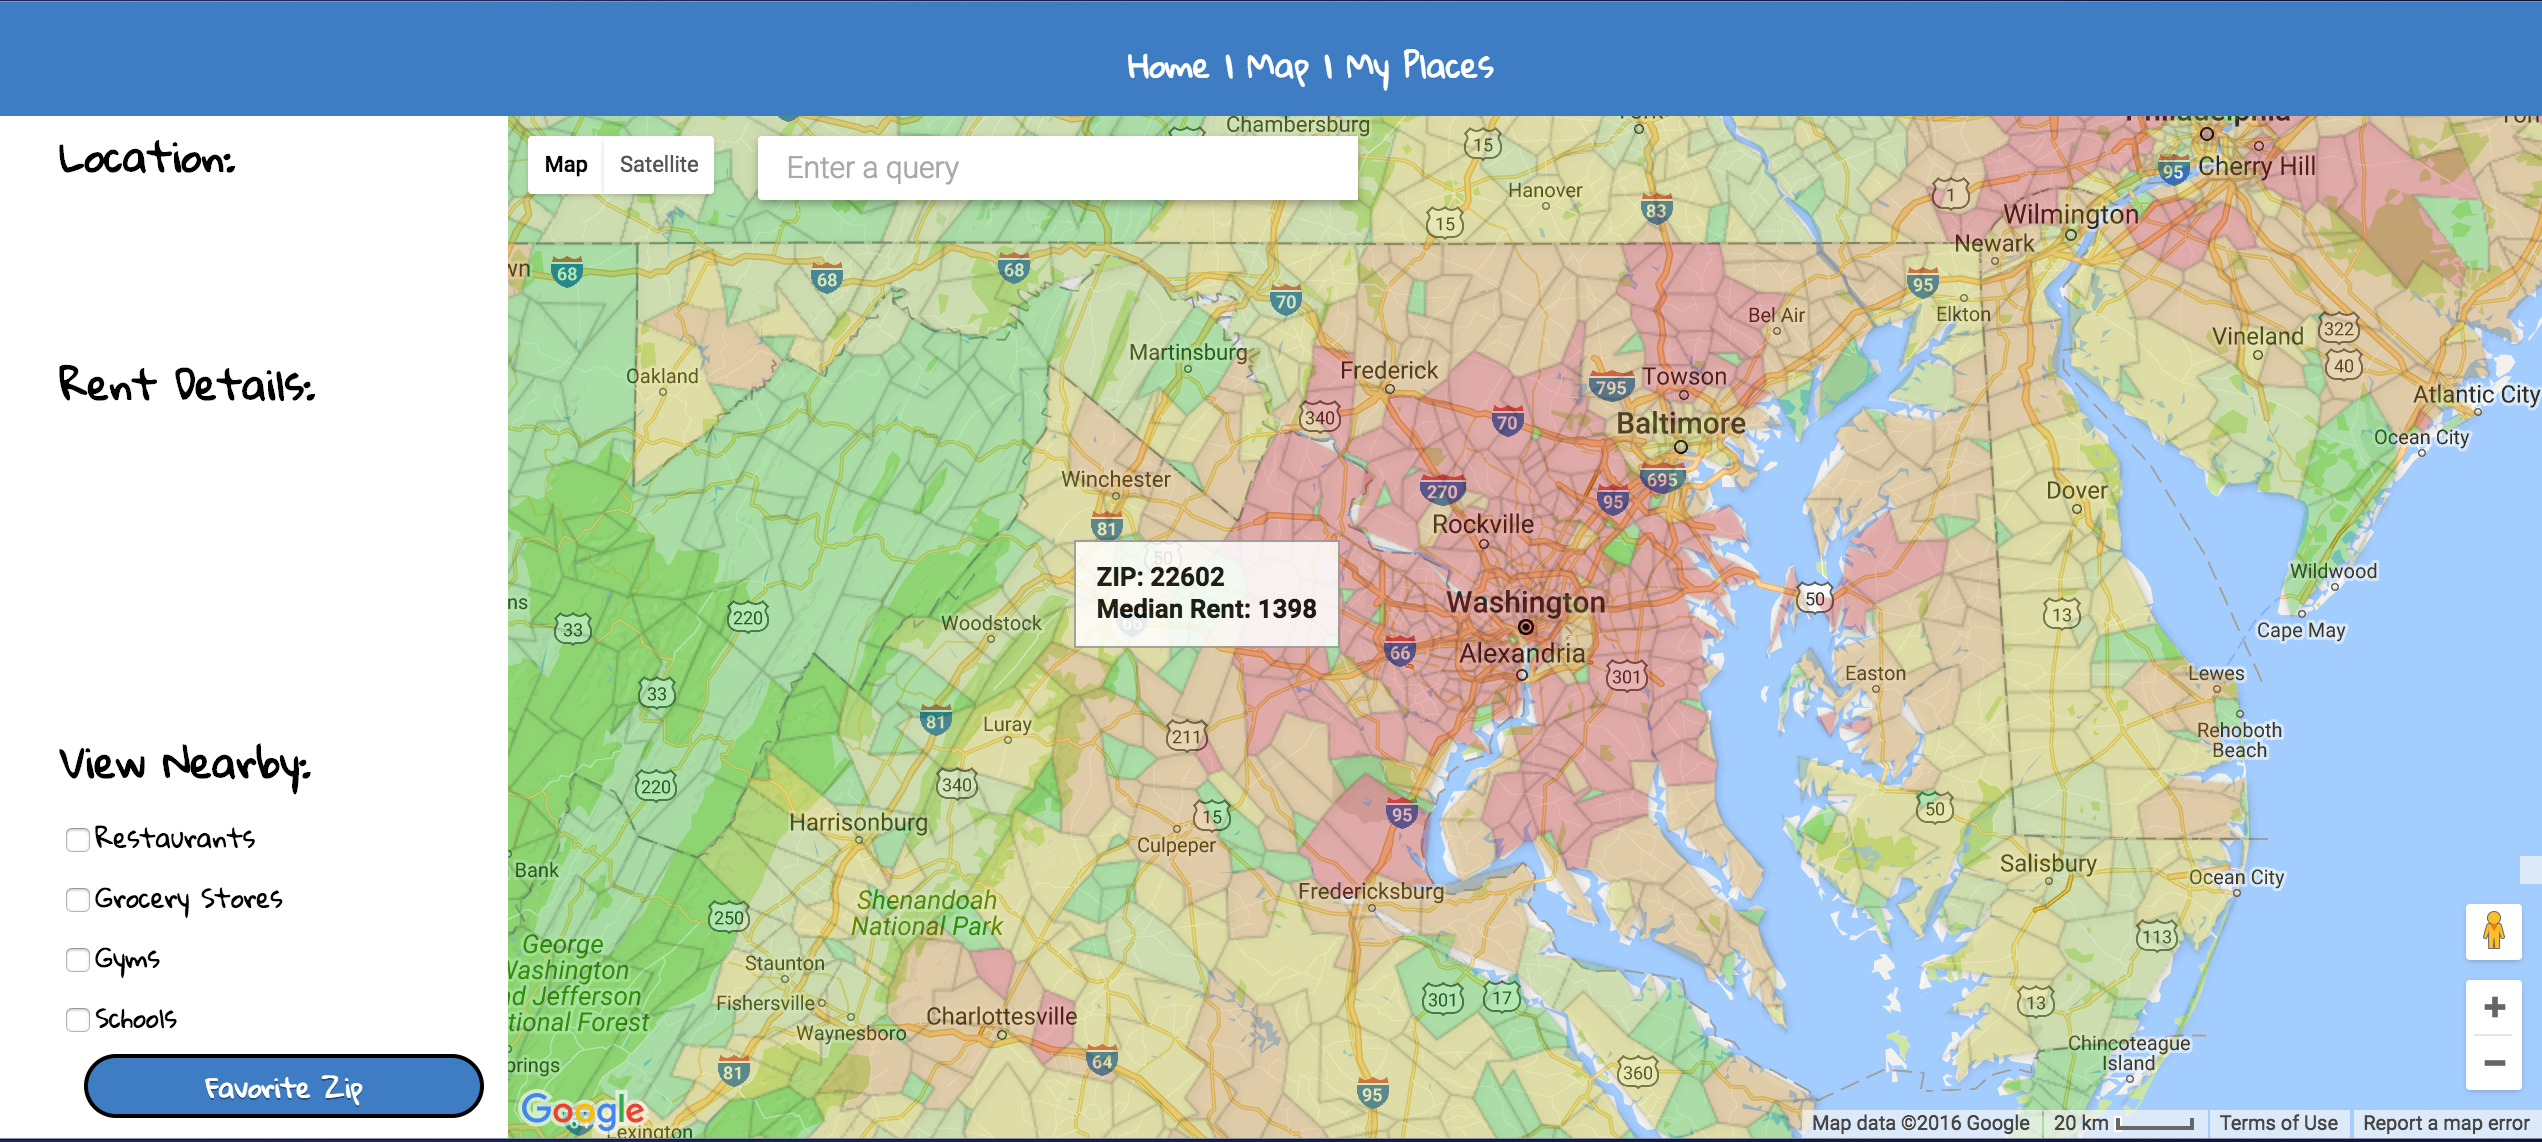 Home | Map | My Places
Location:
Rent Details:
View Nearby:
Restaurants
Grocery Stores
Gyms
Schools
Favorite Zip
Map
Satellite
Enter a query
Chambersburg
Philadelphia
15
Hanover
95
Cherry Hill
1
15
83
Wilmington
Newark
68
68
68
70
95
Elkton
Bel Air
Vineland
322
40
Martinsburg
Oakland
Frederick
795
Towson
Atlantic City
340
70
Baltimore
Ocean City
Winchester
270
695
95
Dover
81
Rockville
50
ZIP: 22602
Median Rent: 1398
Wildwood
Washington
50
13
33
220
Woodstock
66
Alexandria
Cape May
301
Easton
Lewes
33
81
Luray
211
Rehoboth
Beach
220
340
15
95
50
Harrisonburg
Culpeper
Bank
Salisbury
Ocean City
Fredericksburg
250
Shenandoah
National Park
George
Washington
and Jefferson
National Forest
113
Staunton
Fishersville
301
17
13
Charlottesville
Waynesboro
Chincoteague
Island
81
64
95
360
Google
Lexington
Map data ©2016 Google
20 km
Terms of Use
Report a map error